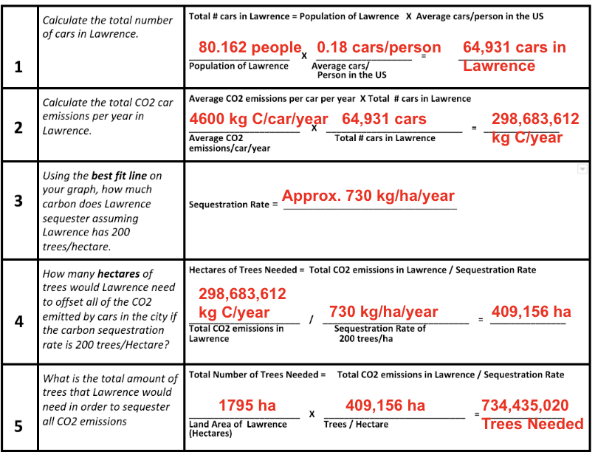 Calculate the total number
of cars in Lawrence.
Total # cars in Lawrence = Population of Lawrence X Average cars/person in the US
80.162 people x 0.18 cars/person = 64,931 cars in
Lawrence
1
Population of Lawrence
Average cars/
Person in the US
Calculate the total CO2 car
emissions per year in
Lawrence.
Average CO2 emissions per car per year X Total # cars in Lawrence
4600 kg C/car/year X 64,931 cars = 298,683,612
kg C/year
2
Average CO2
emissions/car/year
Total # cars in Lawrence
Using the best fit line on
your graph, how much
carbon does Lawrence
sequester assuming
Lawrence has 200
trees/hectare.
3
Sequestration Rate = Approx. 730 kg/ha/year
How many hectares of
trees would Lawrence need
to offset all of the CO2
emitted by cars in the city if
the carbon sequestration
rate is 200 trees/Hectare?
4
Hectares of Trees Needed = Total CO2 emissions in Lawrence / Sequestration Rate
298,683,612
kg C/year / 730 kg/ha/year = 409,156 ha
Total CO2 emissions in
Lawrence
Sequestration Rate of
200 trees/ha
What is the total amount of
trees that Lawrence would
need in order to sequester
all CO2 emissions
5
Total Number of Trees Needed = Total CO2 emissions in Lawrence / Sequestration Rate
1795 ha X 409,156 ha = 734,435,020
Trees Needed
Land Area of Lawrence
(Hectares)
Trees / Hectare